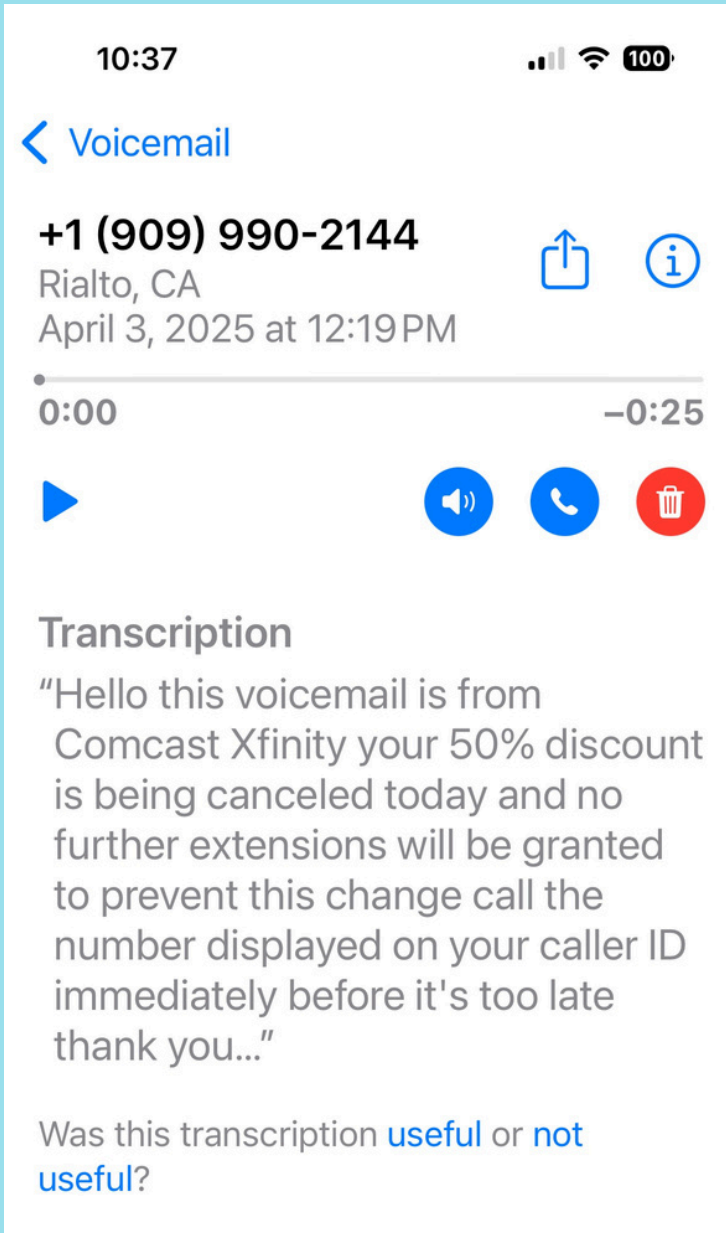 10:37
100
Voicemail
+1 (909) 990-2144
Rialto, CA
April 3, 2025 at 12:19 PM
0:00
–0:25
Transcription
“Hello this voicemail is from
Comcast Xfinity your 50% discount
is being canceled today and no
further extensions will be granted
to prevent this change call the
number displayed on your caller ID
immediately before it's too late
thank you...”
Was this transcription useful or not
useful?